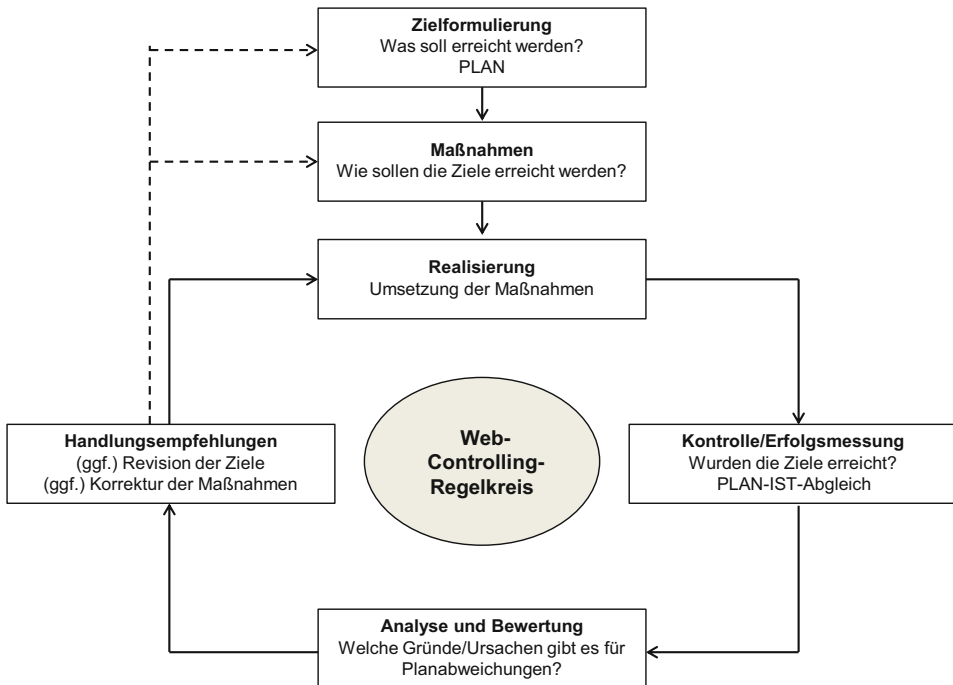 Zielformulierung
Was soll erreicht werden?
PLAN
Maßnahmen
Wie sollen die Ziele erreicht werden?
Realisierung
Umsetzung der Maßnahmen
Handlungsempfehlungen
(ggf.) Revision der Ziele
(ggf.) Korrektur der Maßnahmen
Web-
Controlling-
Regelkreis
Kontrolle/Erfolgsmessung
Wurden die Ziele erreicht?
PLAN-IST-Abgleich
Analyse und Bewertung
Welche Gründe/Ursachen gibt es für
Planabweichungen?